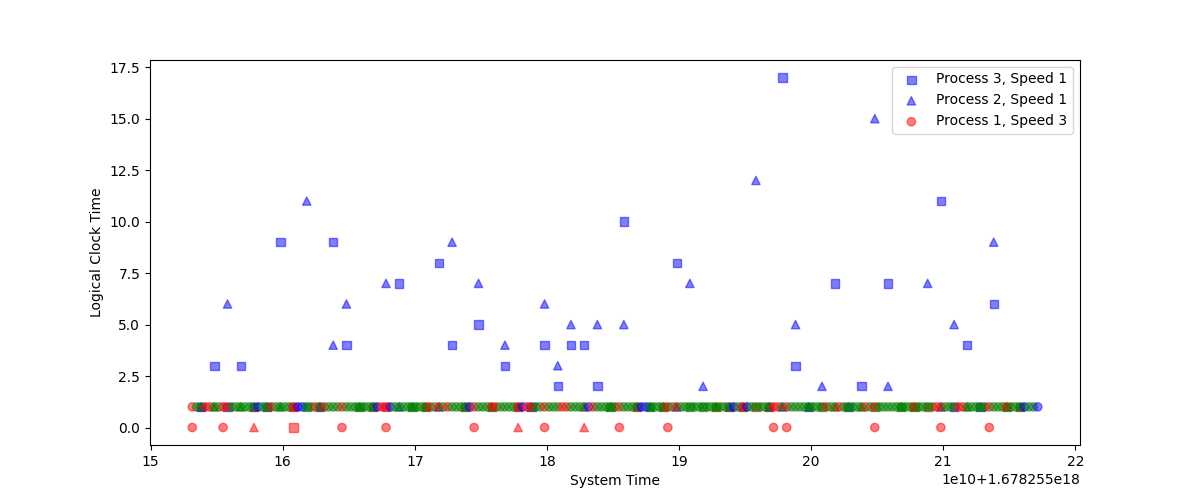 17.5
15.0
12.5
10.0
7.5
5.0
2.5
0.0
Logical Clock Time
Process 3, Speed 1
Process 2, Speed 1
Process 1, Speed 3
15 16 17 18 19 20 21 22
System Time
1e10+1.678255e18